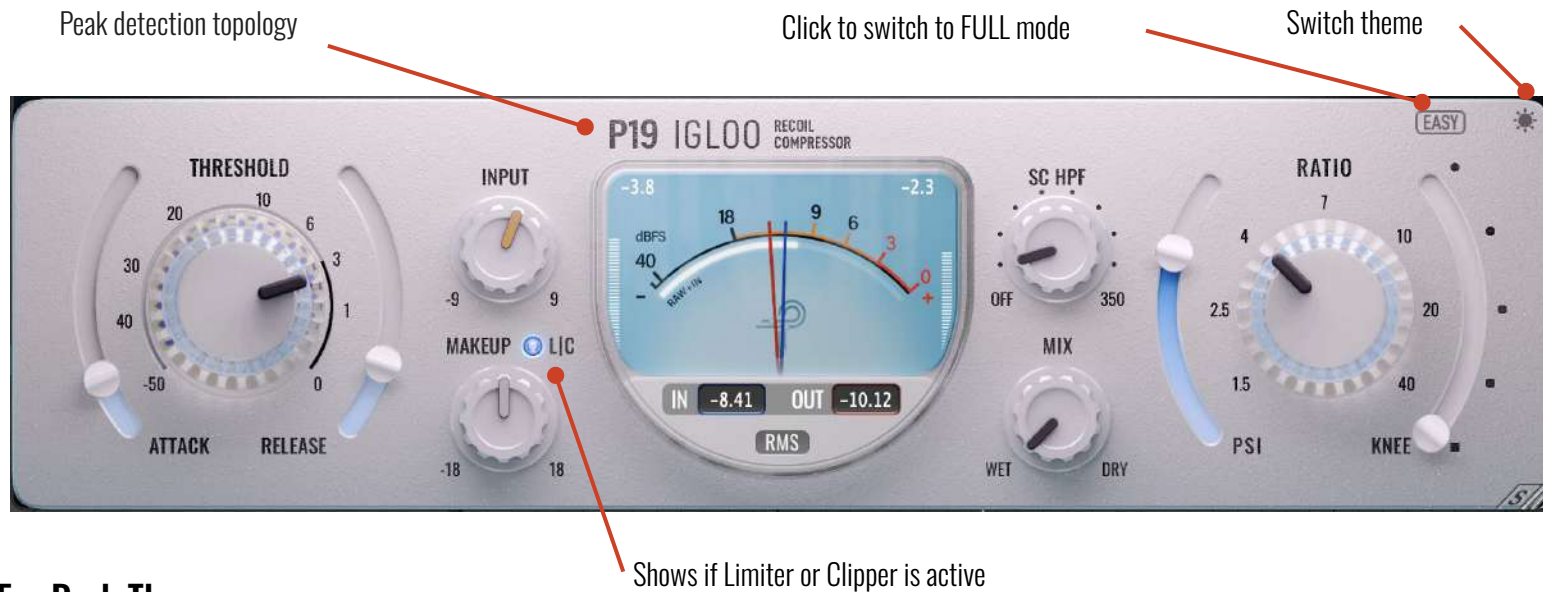 Peak detection topology
Click to switch to FULL mode
Switch theme
P19 IGLOO RECOIL
COMPRESSOR
EASY
THRESHOLD
50
40
30
20
10
6
3
1
0
ATTACK
RELEASE
INPUT
-9
9
MAKEUP
L|C
-18
18
-3.8
-2.3
dBFS
40
18
9
6
3
0
-
+
RAW+IN
IN -8.41 OUT -10.12
RMS
SC HPF
OFF
350
MIX
WET
DRY
RATIO
1.5
2.5
4
7
10
20
40
PSI
KNEE
Shows if Limiter or Clipper is active